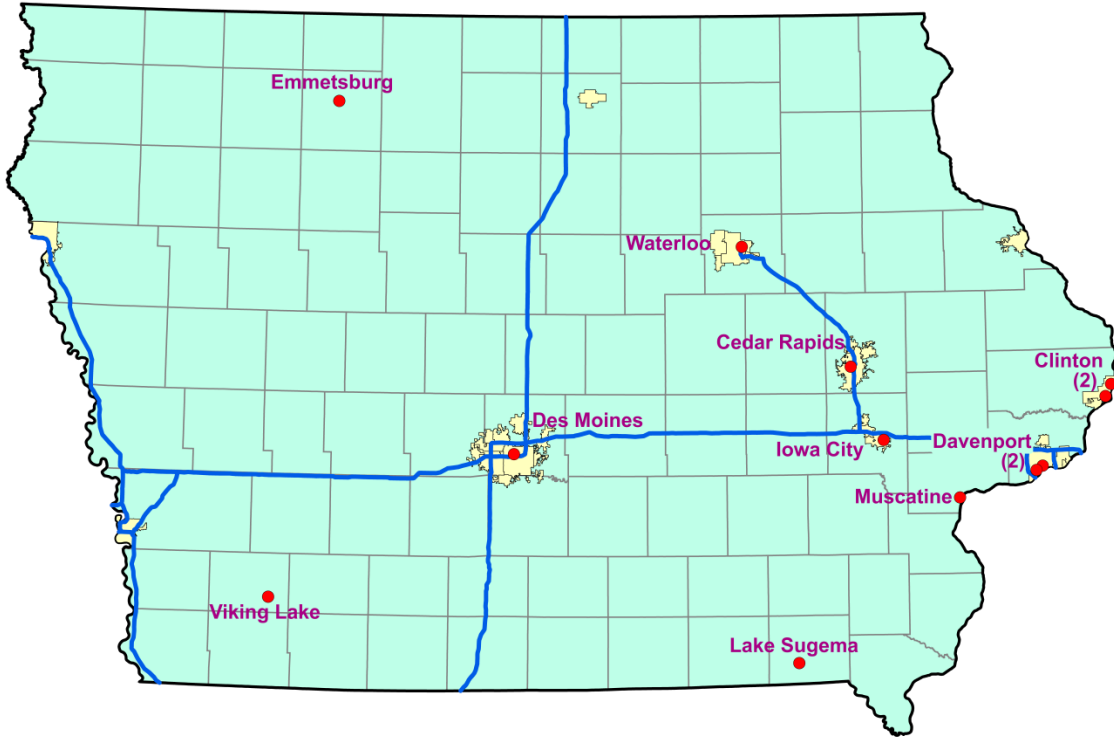 Emmetsburg
Waterloo
Cedar Rapids
Clinton
(2)
Des Moines
Iowa City
Davenport
(2)
Muscatine
Viking Lake
Lake Sugema